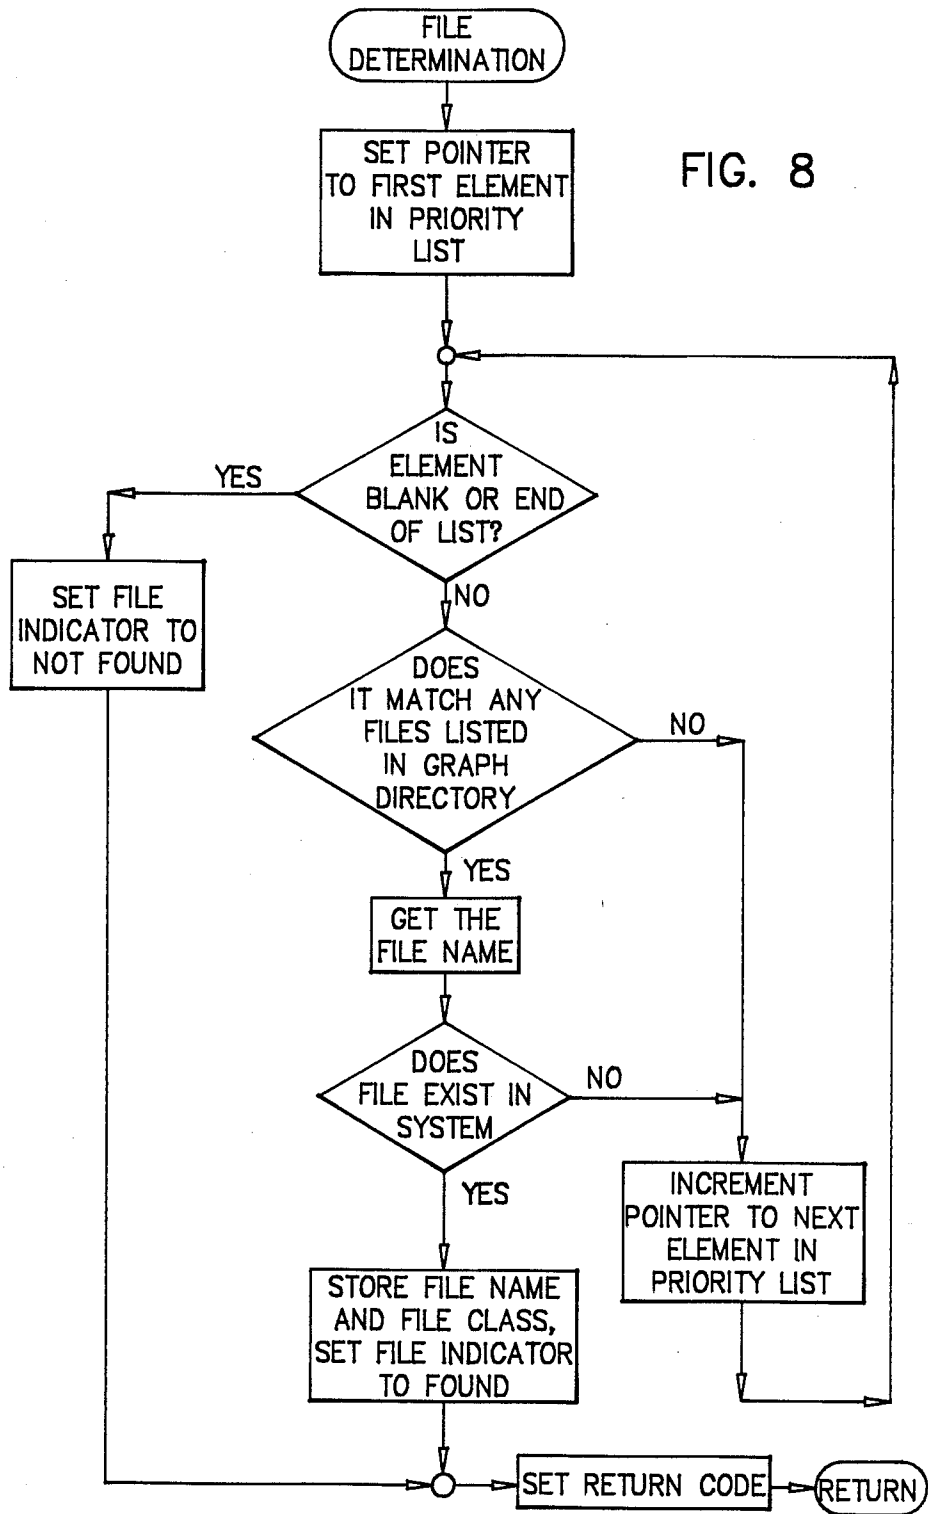 FILE
DETERMINATION
SET POINTER
TO FIRST ELEMENT
IN PRIORITY
LIST
FIG. 8
IS
ELEMENT
BLANK OR END
OF LIST?
YES
NO
SET FILE
INDICATOR TO
NOT FOUND
DOES
IT MATCH ANY
FILES LISTED
IN GRAPH
DIRECTORY
NO
YES
GET THE
FILE NAME
DOES
FILE EXIST IN
SYSTEM
NO
YES
INCREMENT
POINTER TO NEXT
ELEMENT IN
PRIORITY LIST
STORE FILE NAME
AND FILE CLASS,
SET FILE INDICATOR
TO FOUND
SET RETURN CODE
RETURN